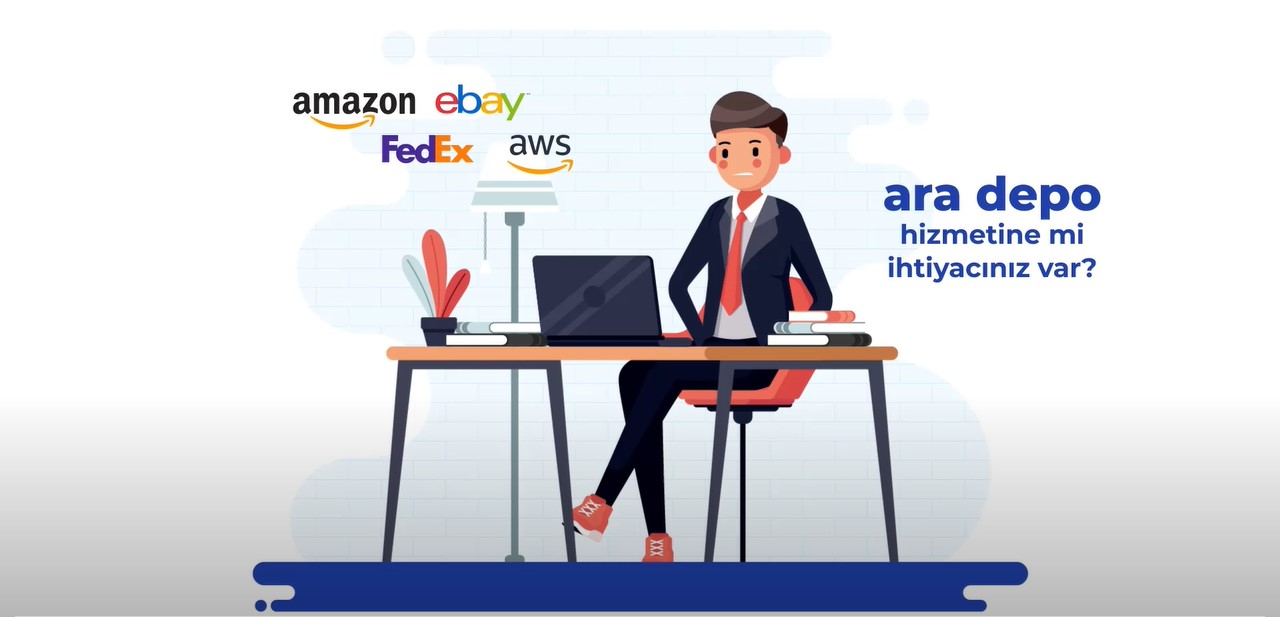 amazon ebay
FedEx aws
ara depo
hizmetine mi
ihtiyacınız var?